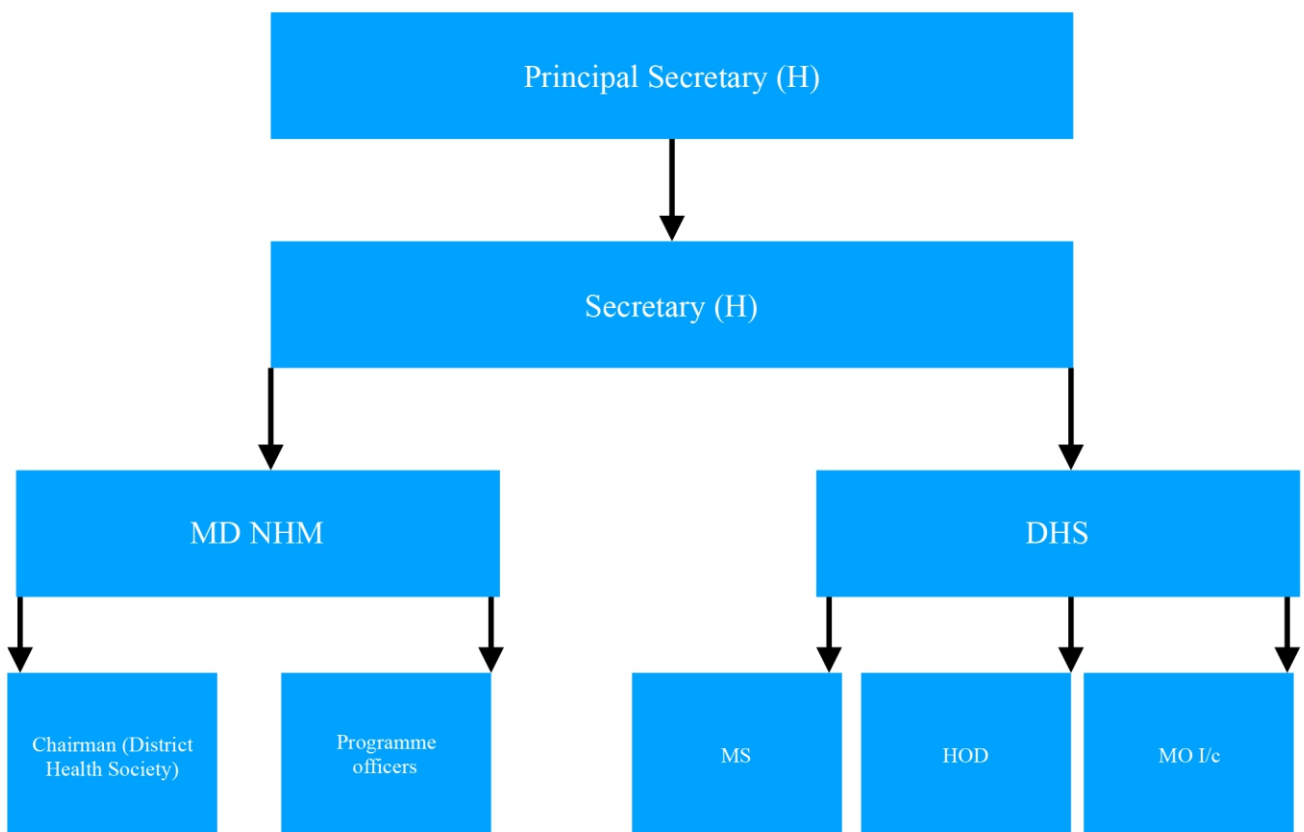 Principal Secretary (H)
Secretary (H)
MD NHM
DHS
Chairman (District
Health Society)
Programme
officers
MS
HOD
MO I/c